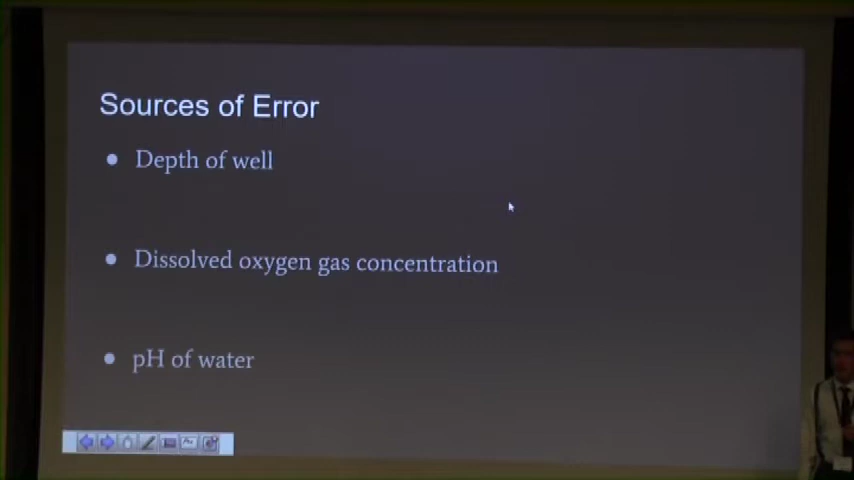 Sources of Error
Depth of well
Dissolved oxygen gas concentration
pH of water